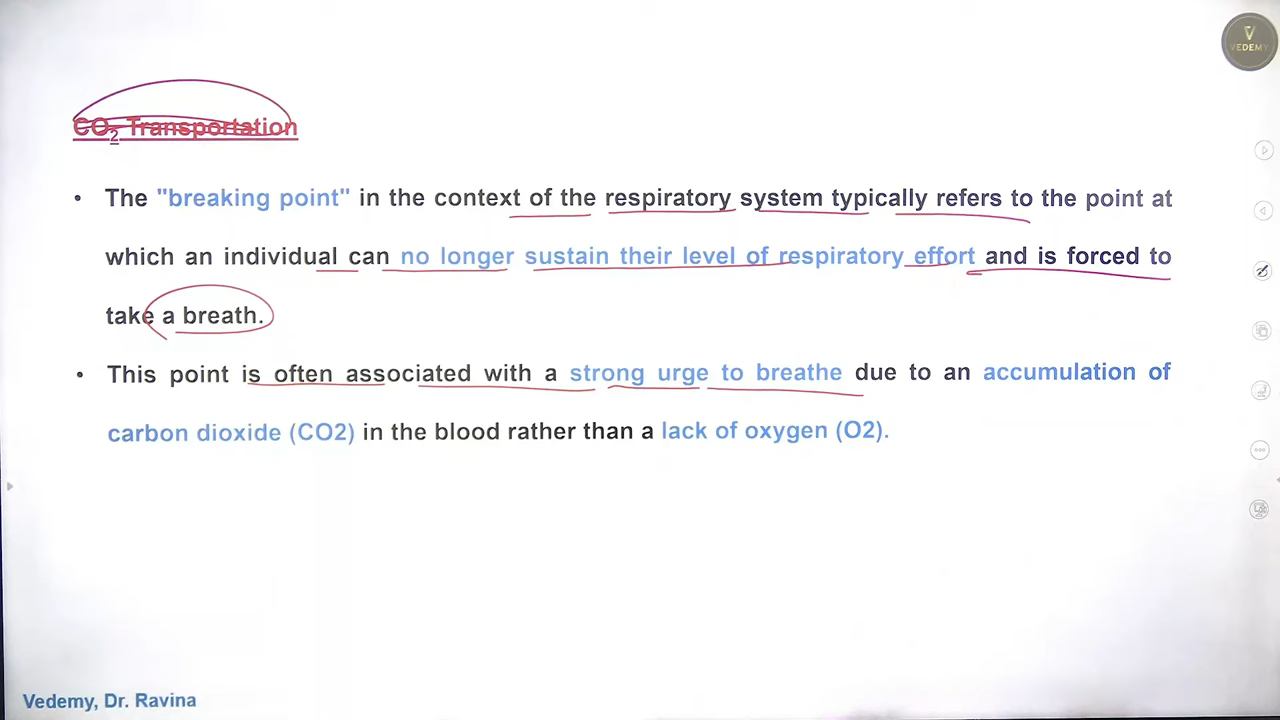 VEDEMY
CO₂ Transportation
• The "breaking point" in the context of the respiratory system typically refers to the point at
which an individual can no longer sustain their level of respiratory effort and is forced to
take a breath.
• This point is often associated with a strong urge to breathe due to an accumulation of
carbon dioxide (CO2) in the blood rather than a lack of oxygen (O2).
Vedemy, Dr. Ravina